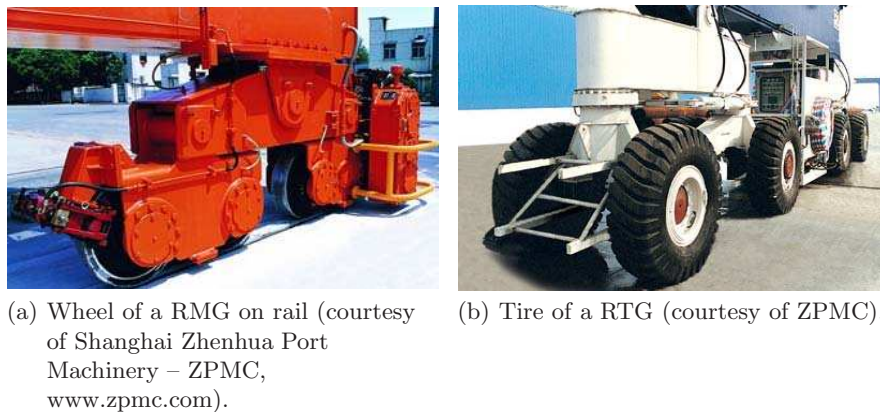 (a) Wheel of a RMG on rail (courtesy
of Shanghai Zhenhua Port
Machinery – ZPMC,
www.zpmc.com).
(b) Tire of a RTG (courtesy of ZPMC)